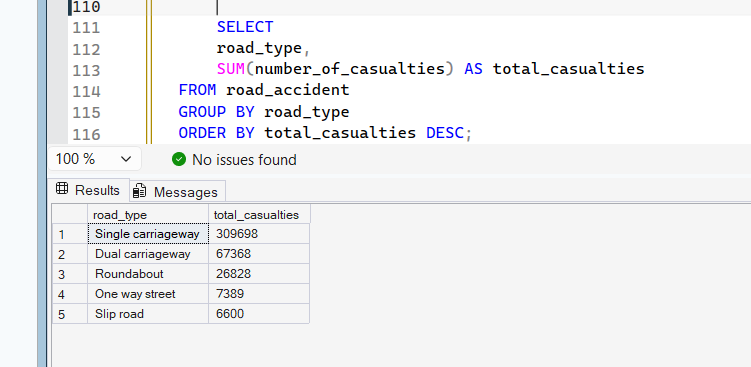 110
111 SELECT
112 road_type,
113 SUM(number_of_casualties) AS total_casualties
114 FROM road_accident
115 GROUP BY road_type
116 ORDER BY total_casualties DESC;
100 % No issues found
Results Messages
road_type total_casualties
1 Single carriageway 309698
2 Dual carriageway 67368
3 Roundabout 26828
4 One way street 7389
5 Slip road 6600